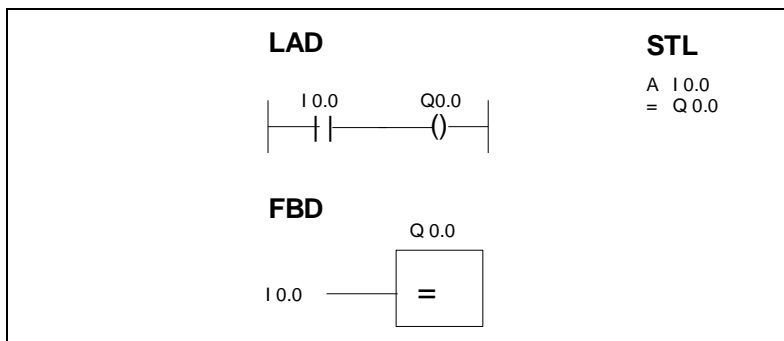 LAD
I 0.0 Q0.0
()
STL
A I 0.0
= Q 0.0
FBD
Q 0.0
I 0.0 =